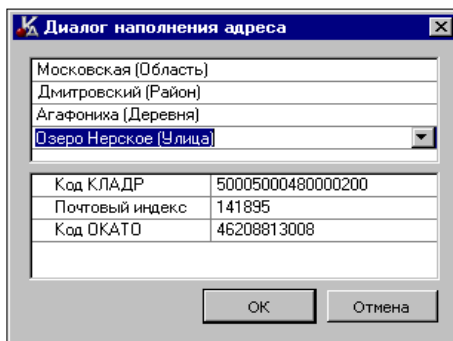 Диалог наполнения адреса
Московская (Область)
Дмитровский (Район)
Агафониха (Деревня)
Озеро Нерское (Улица)
Код КЛАДР 50005000480000200
Почтовый индекс 141895
Код ОКАТО 46208813008
ОК Отмена